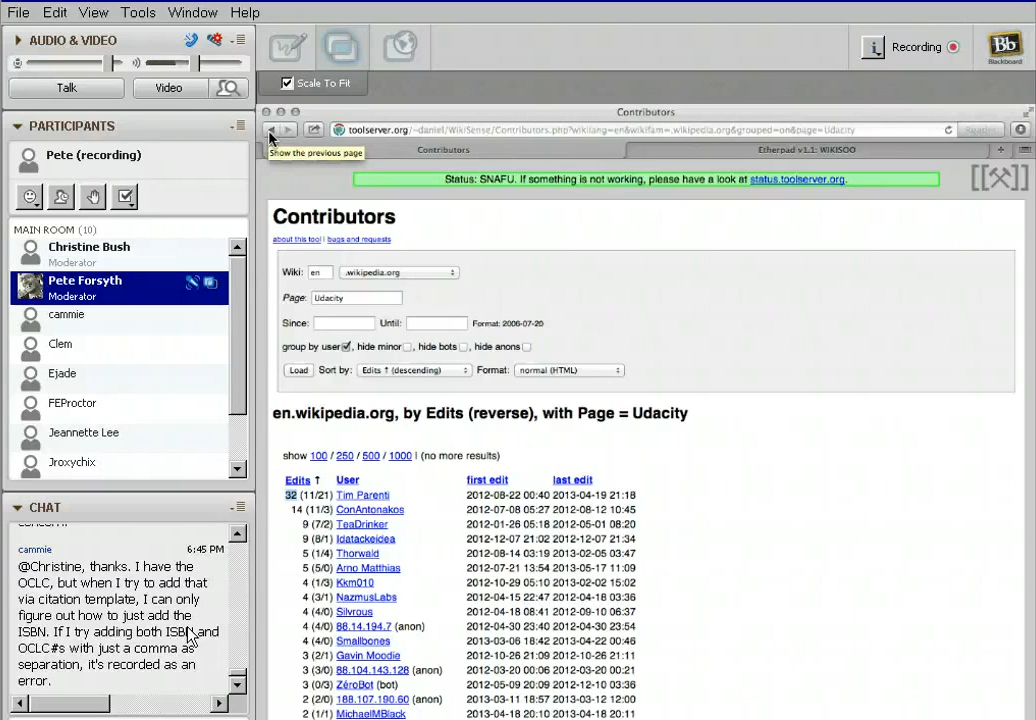 File Edit View Tools Window Help
AUDIO & VIDEO
Talk Video
Scale To Fit
Recording
Bb
Blackboard
PARTICIPANTS
Pete (recording)
MAIN ROOM (10)
Christine Bush
Moderator
Pete Forsyth
Moderator
cammie
Clem
Ejade
FEProctor
Jeannette Lee
Jroxychix
CHAT
cammie 6:45 PM
@Christine, thanks. I have the
OCLC, but when I try to add that
via citation template, I can only
figure out how to just add the
ISBN. If I try adding both ISBN and
OCLC#s with just a comma as
separation, it's recorded as an
error.
Contributors
toolserver.org/~daniel/WikiSense/Contributors.php?wikilang=en&wikifam=.wikipedia.org&grouped=on&page=Udacity
Reader
Show the previous page
Contributors Etherpad v1.1: WIKISOO
Status: SNAFU. If something is not working, please have a look at status.toolserver.org.
Contributors
about this tool | bugs and requests
Wiki: en .wikipedia.org
Page: Udacity
Since: Until: Format: 2006-07-20
group by user, hide minor, hide bots, hide anons
Load Sort by: Edits ↑ (descending) Format: normal (HTML)
en.wikipedia.org, by Edits (reverse), with Page = Udacity
show 100 / 250 / 500 / 1000 | (no more results)
Edits ↑ User first edit last edit
32 (11/21) Tim Parenti 2012-08-22 00:40 2013-04-19 21:18
14 (11/3) ConAntonakos 2012-07-08 05:27 2012-08-12 10:45
9 (7/2) TeaDrinker 2012-01-26 05:18 2012-05-01 08:20
9 (8/1) Idatackeidea 2012-12-07 21:02 2012-12-07 21:34
5 (1/4) Thorwald 2012-08-14 03:19 2013-02-05 03:47
5 (5/0) Arno Matthias 2012-07-21 13:54 2013-05-17 11:09
4 (1/3) Kkm010 2012-10-29 05:10 2013-02-02 15:02
4 (3/1) NazmusLabs 2012-04-15 22:47 2012-08-18 03:36
4 (4/0) Silvrous 2012-04-18 08:41 2012-09-10 06:37
4 (4/0) 88.14.194.7 (anon) 2012-04-30 23:40 2012-04-30 23:54
4 (4/0) Smallbones 2013-03-06 18:42 2013-04-22 00:46
3 (2/1) Gavin Moodie 2012-10-26 21:09 2012-10-26 21:11
3 (3/0) 88.104.143.128 (anon) 2012-03-20 00:06 2012-03-20 00:21
3 (0/3) ZéroBot (bot) 2012-05-09 20:09 2012-12-10 03:36
2 (2/0) 188.107.190.60 (anon) 2013-03-11 18:57 2013-03-12 12:00
2 (1/1) MichaelMBlack 2013-04-18 20:10 2013-04-18 20:11